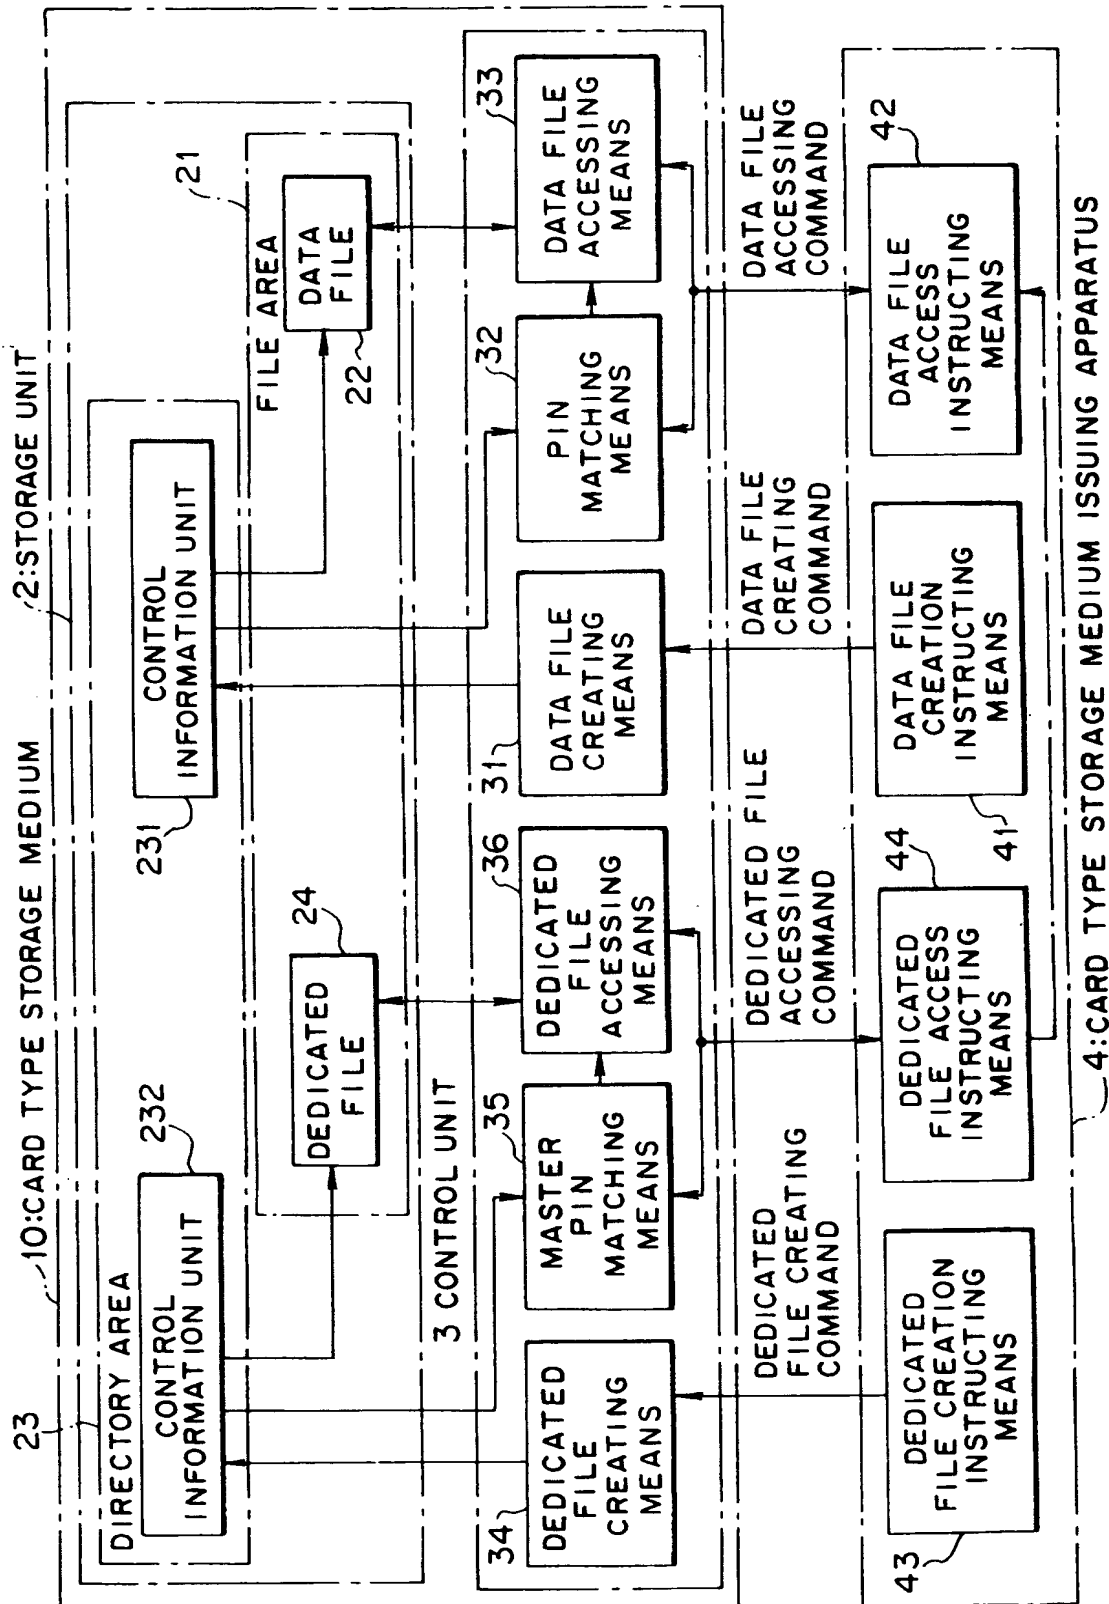 10:CARD TYPE STORAGE MEDIUM
2:STORAGE UNIT
23
DIRECTORY AREA
232
CONTROL
INFORMATION UNIT
231
CONTROL
INFORMATION UNIT
21
FILE AREA
24
DEDICATED
FILE
22
DATA
FILE
3 CONTROL UNIT
34
DEDICATED
FILE
CREATING
MEANS
35
MASTER
PIN
MATCHING
MEANS
36
DEDICATED
FILE
ACCESSING
MEANS
31
DATA FILE
CREATING
MEANS
32
PIN
MATCHING
MEANS
33
DATA FILE
ACCESSING
MEANS
DEDICATED
FILE CREATING
COMMAND
DEDICATED FILE
ACCESSING
COMMAND
DATA FILE
CREATING
COMMAND
DATA FILE
ACCESSING
COMMAND
43
DEDICATED
FILE CREATION
INSTRUCTING
MEANS
44
DEDICATED
FILE ACCESS
INSTRUCTING
MEANS
41
DATA FILE
CREATION
INSTRUCTING
MEANS
42
DATA FILE
ACCESS
INSTRUCTING
MEANS
4:CARD TYPE STORAGE MEDIUM ISSUING APPARATUS